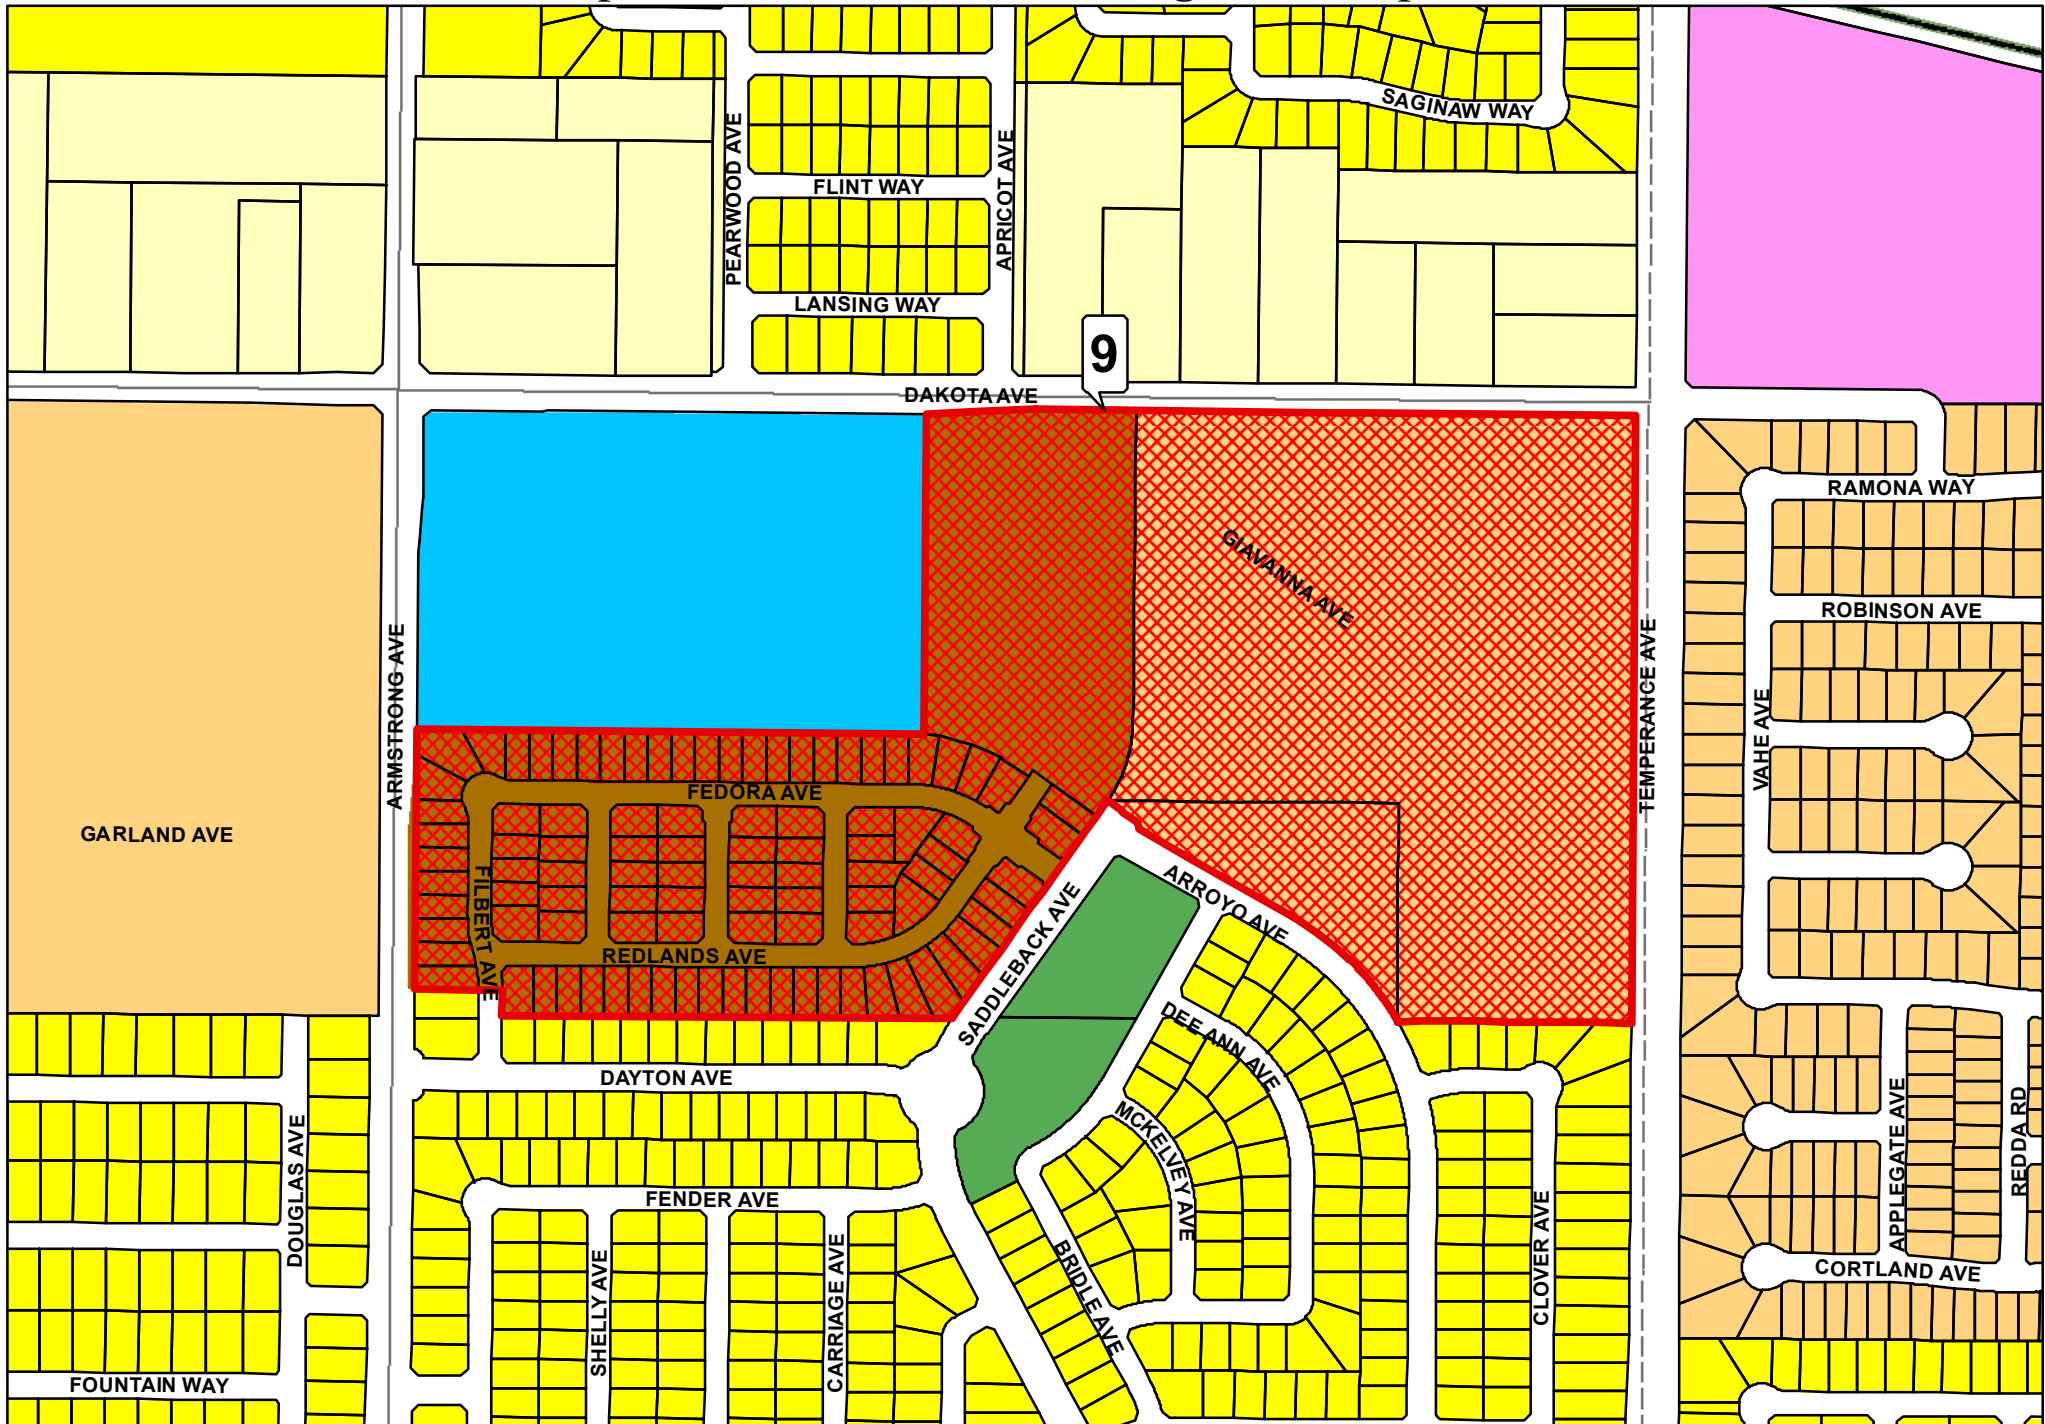 SAGINAW WAY
PEARWOOD AVE
APRICOT AVE
FLINT WAY
LANSING WAY
9
DAKOTA AVE
RAMONA WAY
GIAVANNA AVE
ROBINSON AVE
ARMSTRONG AVE
TEMPERANCE AVE
VAHE AVE
FEDORA AVE
GARLAND AVE
FILBERT AVE
ARROYO AVE
SADDLEBACK AVE
REDLANDS AVE
DEE ANN AVE
DAYTON AVE
MCKELVEY AVE
DOUGLAS AVE
APPLEGATE AVE
REDDA RD
FENDER AVE
CLOVER AVE
BRIDLE AVE
SHELLY AVE
CARRIAGE AVE
CORTLAND AVE
FOUNTAIN WAY